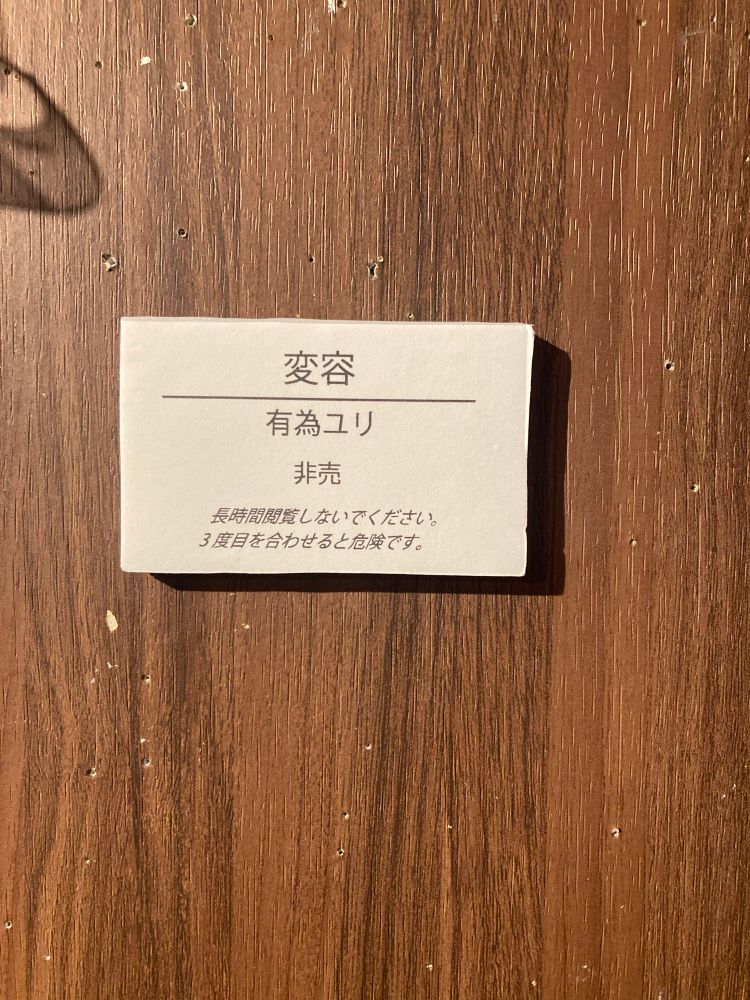 変容
有為ユリ
非売
長時間閲覧しないでください。
3度目を合わせると危険です。